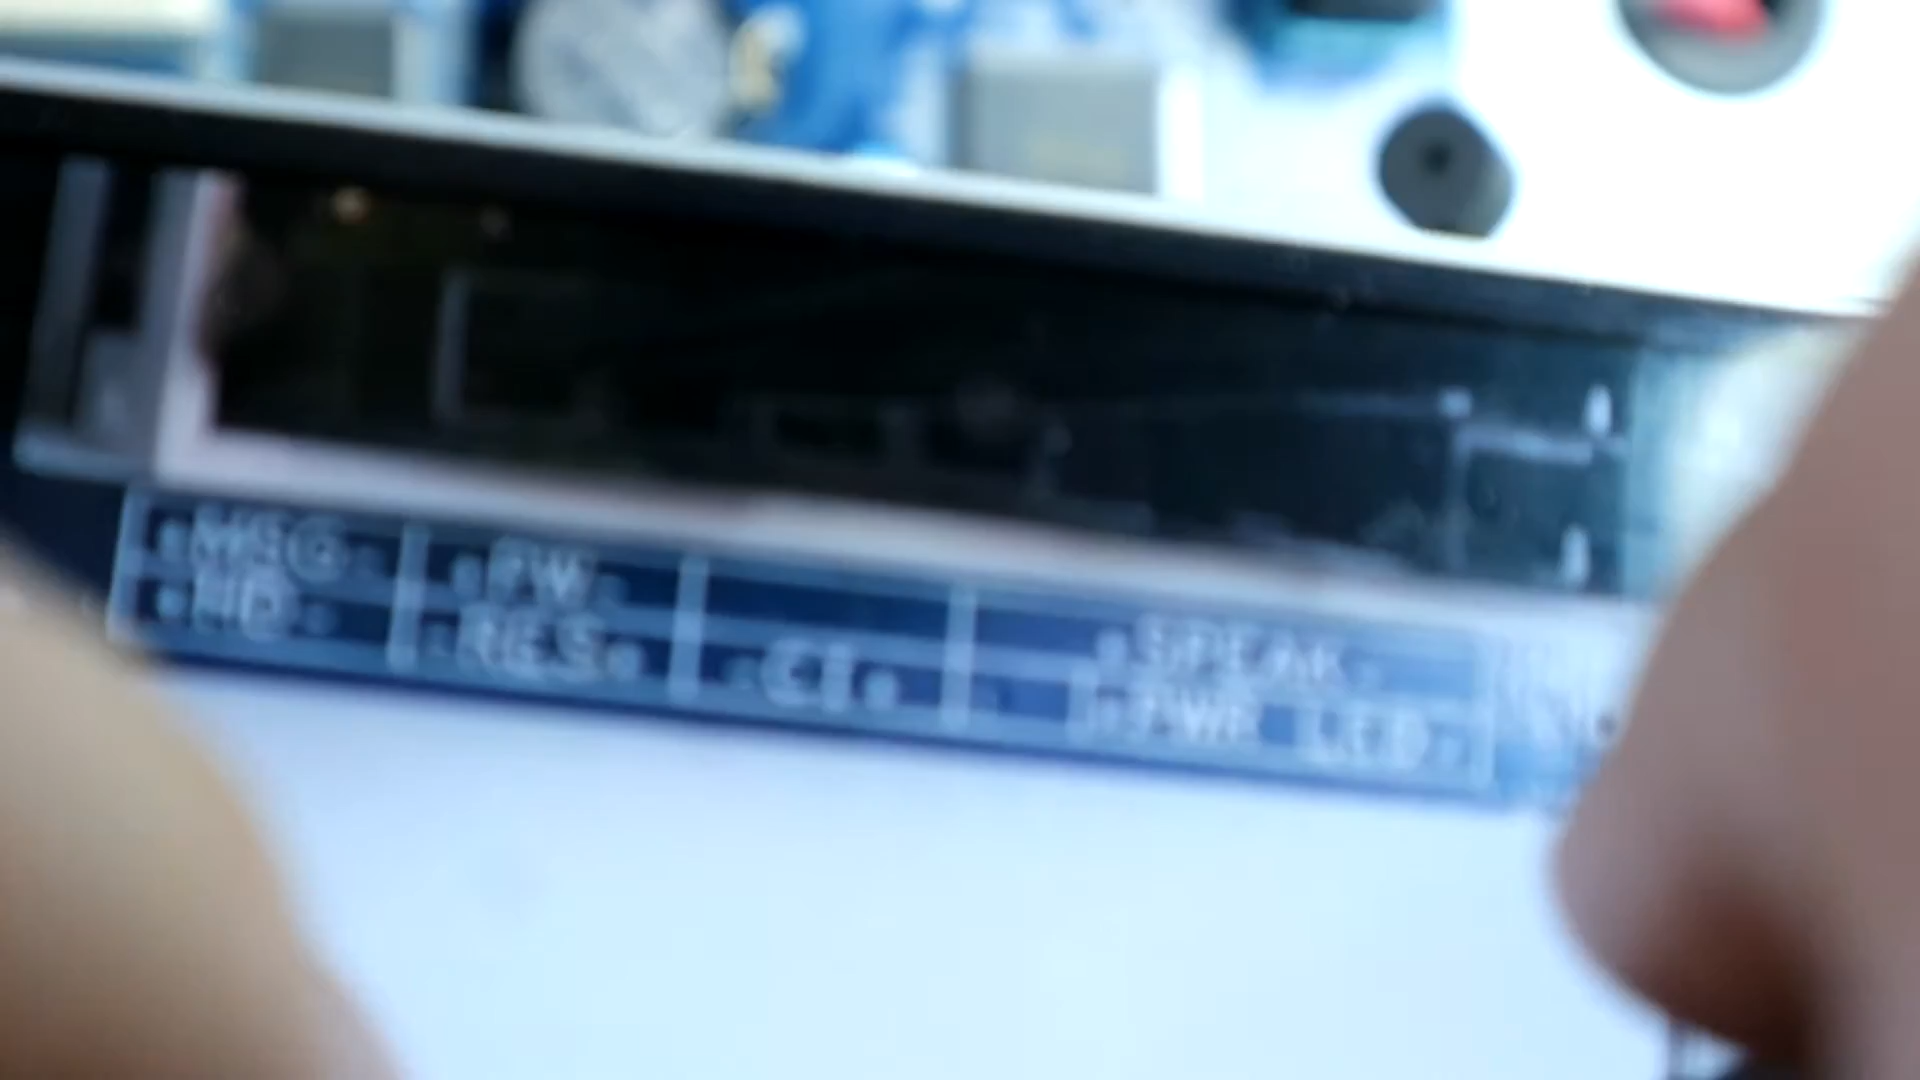 +MSG-
+HD-
+PW-
-RES+
-CI+
+SPEAK-
+PWR LED-